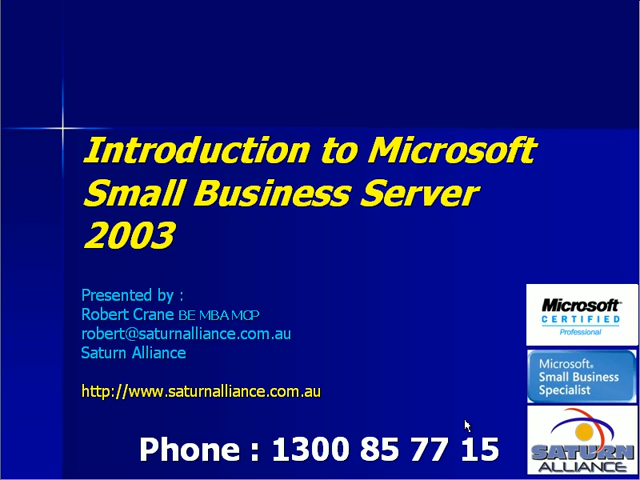 Introduction to Microsoft
Small Business Server
2003
Presented by :
Robert Crane BE MBA MCP
robert@saturnalliance.com.au
Saturn Alliance
http://www.saturnalliance.com.au
Phone : 1300 85 77 15
Microsoft
CERTIFIED
Professional
Microsoft®
Small Business
Specialist
SATURN
ALLIANCE